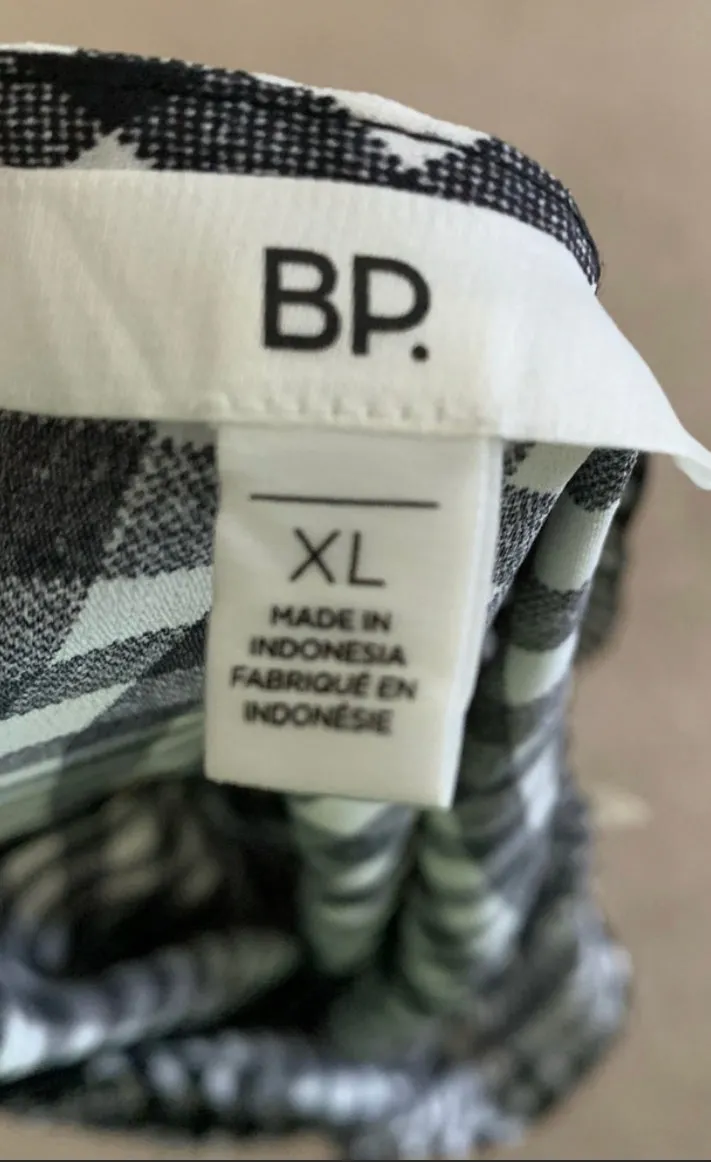 BP.
XL
MADE IN
INDONESIA
FABRIQUÉ EN
INDONÉSIE